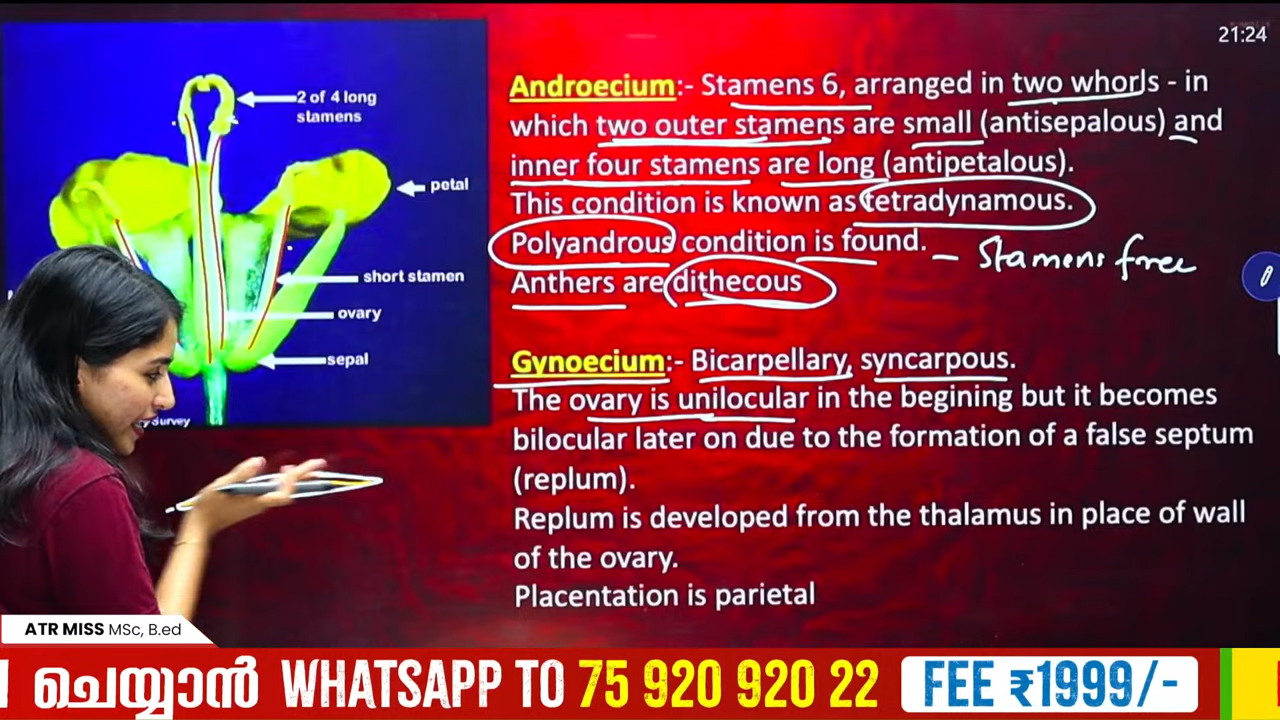 21:24
2 of 4 long
stamens
petal
short stamen
ovary
sepal
Survey
Androecium:- Stamens 6, arranged in two whorls - in
which two outer stamens are small (antisepalous) and
inner four stamens are long (antipetalous).
This condition is known as tetradynamous.
Polyandrous condition is found. - Stamens free
Anthers are dithecous
Gynoecium:- Bicarpellary, syncarpous.
The ovary is unilocular in the begining but it becomes
bilocular later on due to the formation of a false septum
(replum).
Replum is developed from the thalamus in place of wall
of the ovary.
Placentation is parietal
ATR MISS MSc, B.ed
ചെയ്യാൻ WHATSAPP TO 75 920 920 22 FEE ₹1999/-